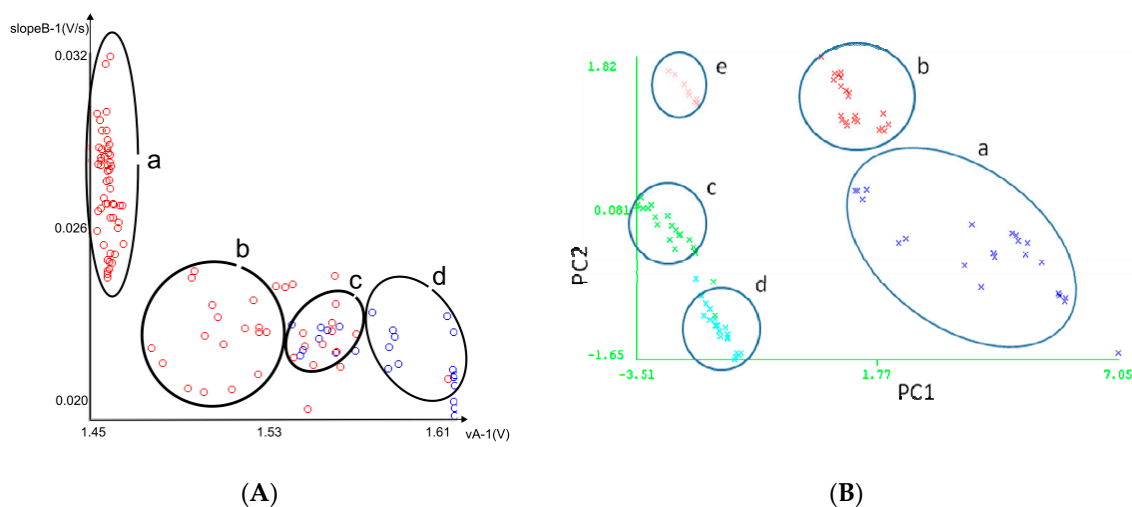 slopeB-1(V/s)
0.032
0.026
0.020
1.45
1.53
1.61
vA-1(V)
a
b
c
d
(A)
1.82
0.081
-1.65
-3.51
1.77
7.05
PC2
PC1
e
b
a
c
d
(B)